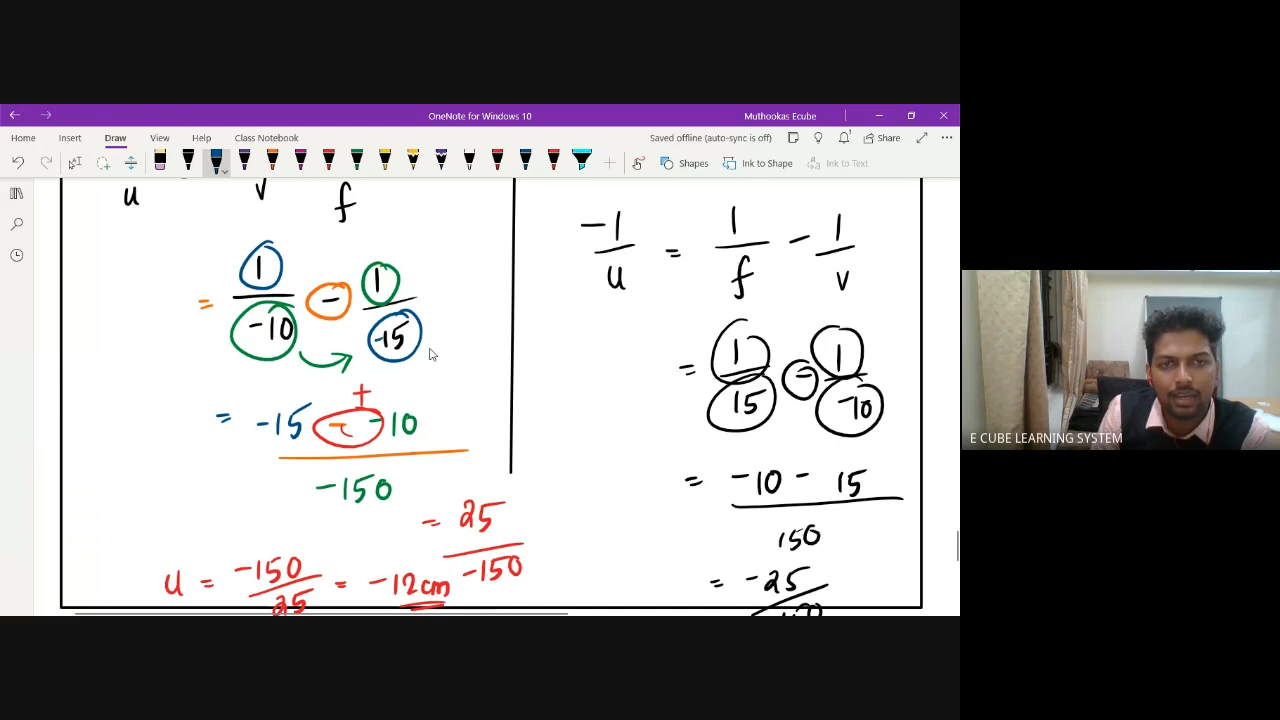 OneNote for Windows 10
Muthookas Ecube
Home Insert Draw View Help Class Notebook
Saved offline (auto-sync is off)
Share
Shapes
Ink to Shape
Ink to Text
u v f
= 1/-10 - 1/-15
+
= -15 - -10
-150
= 25/-150
u = -150/25 = -12cm
-1/u = 1/f - 1/v
= 1/15 - 1/-10
= -10 - 15
150
= -25
E CUBE LEARNING SYSTEM